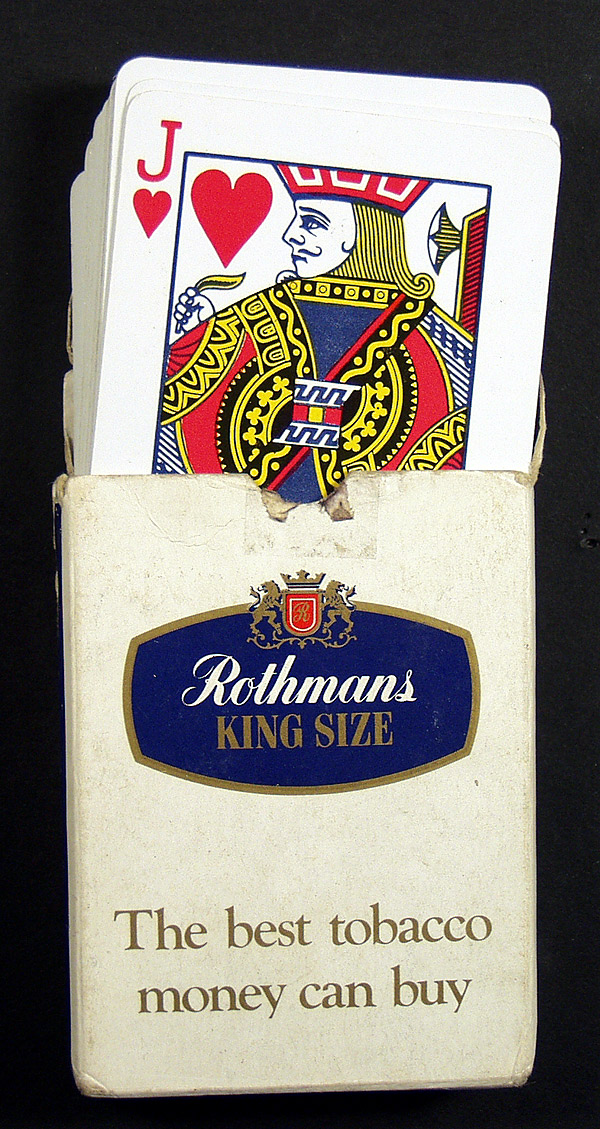 J
R
Rothmans
KING SIZE
The best tobacco
money can buy